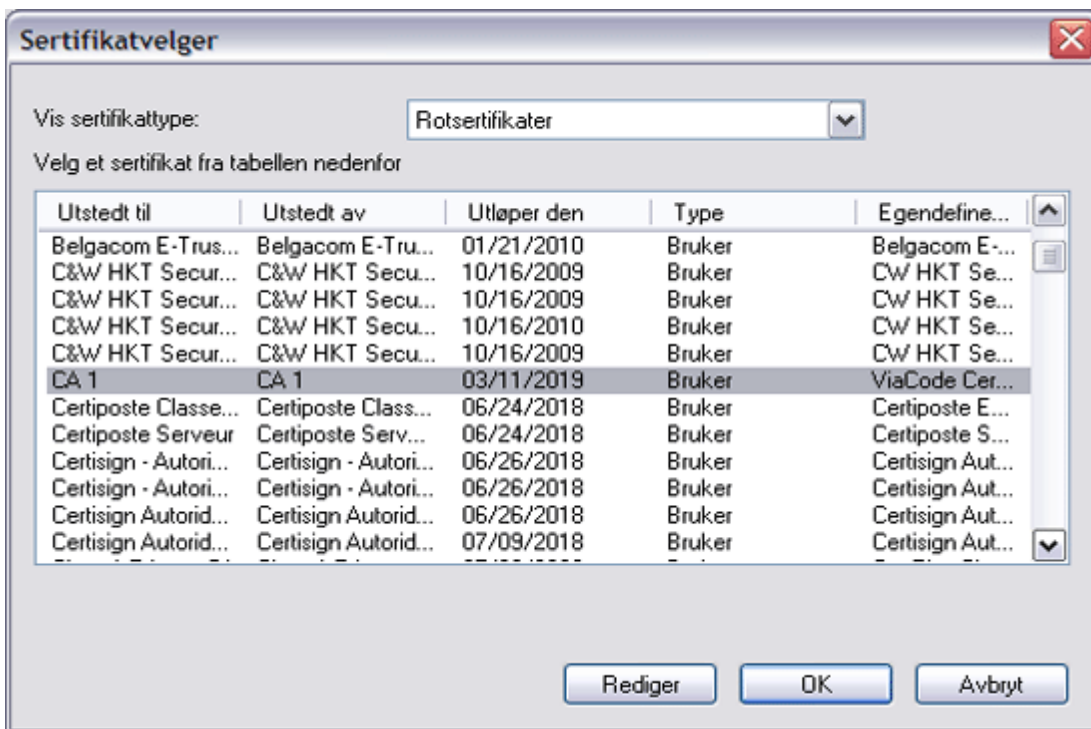 Sertifikatvelger
Vis sertifikattype: Rotsertifikater
Velg et sertifikat fra tabellen nedenfor
Utstedt til Utstedt av Utløper den Type Egendefine...
Belgacom E-Trus... Belgacom E-Tru... 01/21/2010 Bruker Belgacom E-...
C&W HKT Secur... C&W HKT Secu... 10/16/2009 Bruker CW HKT Se...
C&W HKT Secur... C&W HKT Secu... 10/16/2009 Bruker CW HKT Se...
C&W HKT Secur... C&W HKT Secu... 10/16/2010 Bruker CW HKT Se...
C&W HKT Secur... C&W HKT Secu... 10/16/2009 Bruker CW HKT Se...
CA 1 CA 1 03/11/2019 Bruker ViaCode Cer...
Certiposte Classe... Certiposte Class... 06/24/2018 Bruker Certiposte E...
Certiposte Serveur Certiposte Serv... 06/24/2018 Bruker Certiposte S...
Certisign - Autori... Certisign - Autori... 06/26/2018 Bruker Certisign Aut...
Certisign - Autori... Certisign - Autori... 06/26/2018 Bruker Certisign Aut...
Certisign Autorid... Certisign Autorid... 06/26/2018 Bruker Certisign Aut...
Certisign Autorid... Certisign Autorid... 07/09/2018 Bruker Certisign Aut...
Rediger OK Avbryt